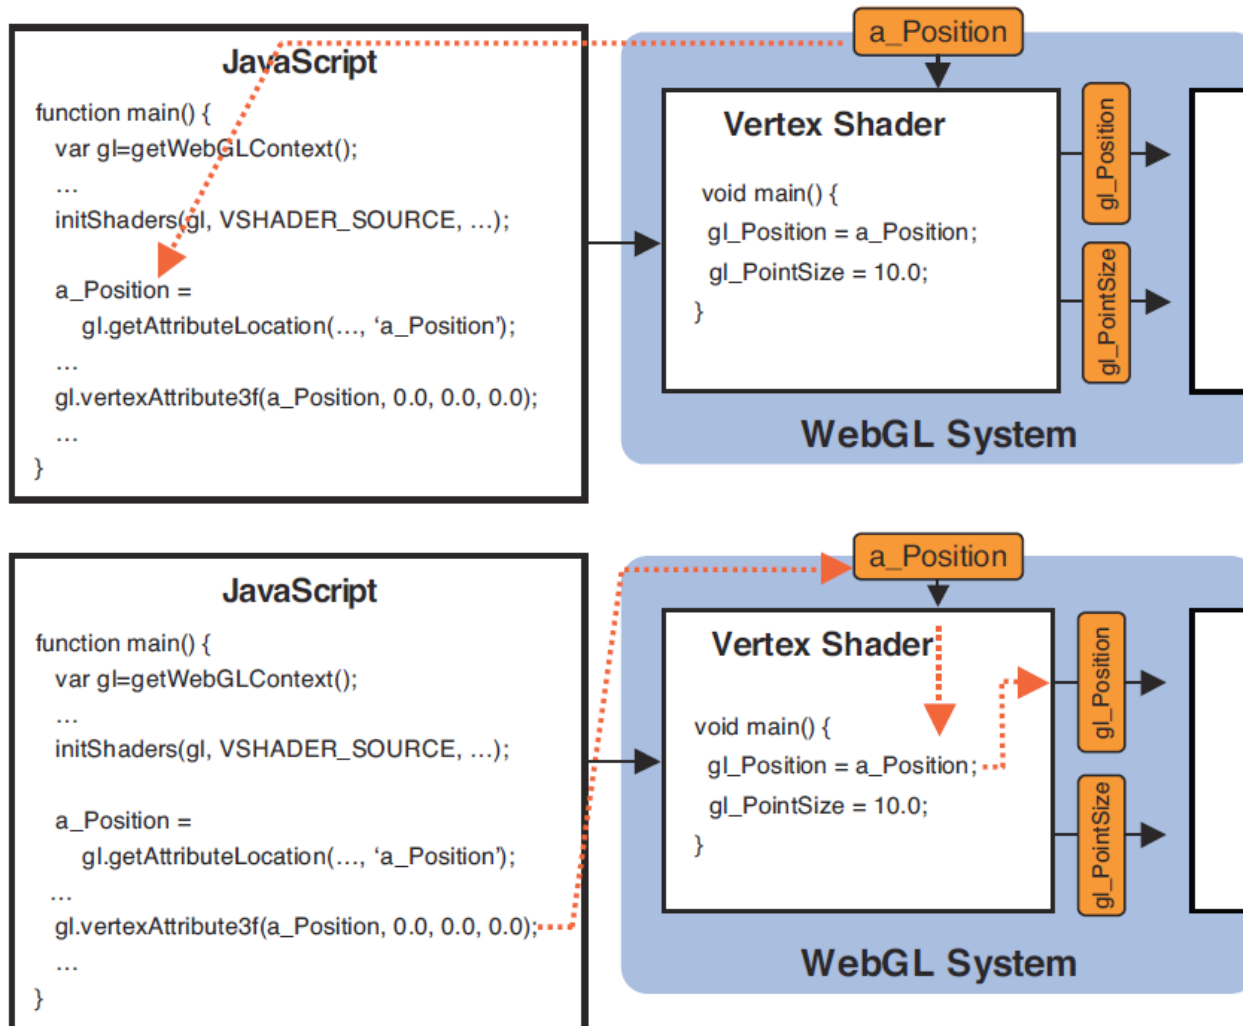 a_Position
JavaScript
function main() {
var gl=getWebGLContext();
…
initShaders(gl, VSHADER_SOURCE, …);
a_Position =
gl.getAttributeLocation(…, ‘a_Position’);
…
gl.vertexAttribute3f(a_Position, 0.0, 0.0, 0.0);
…
}
Vertex Shader
void main() {
gl_Position = a_Position;
gl_PointSize = 10.0;
}
gl_Position
gl_PointSize
WebGL System
a_Position
JavaScript
function main() {
var gl=getWebGLContext();
…
initShaders(gl, VSHADER_SOURCE, …);
a_Position =
gl.getAttributeLocation(…, ‘a_Position’);
…
gl.vertexAttribute3f(a_Position, 0.0, 0.0, 0.0);
…
}
Vertex Shader
void main() {
gl_Position = a_Position;
gl_PointSize = 10.0;
}
gl_Position
gl_PointSize
WebGL System